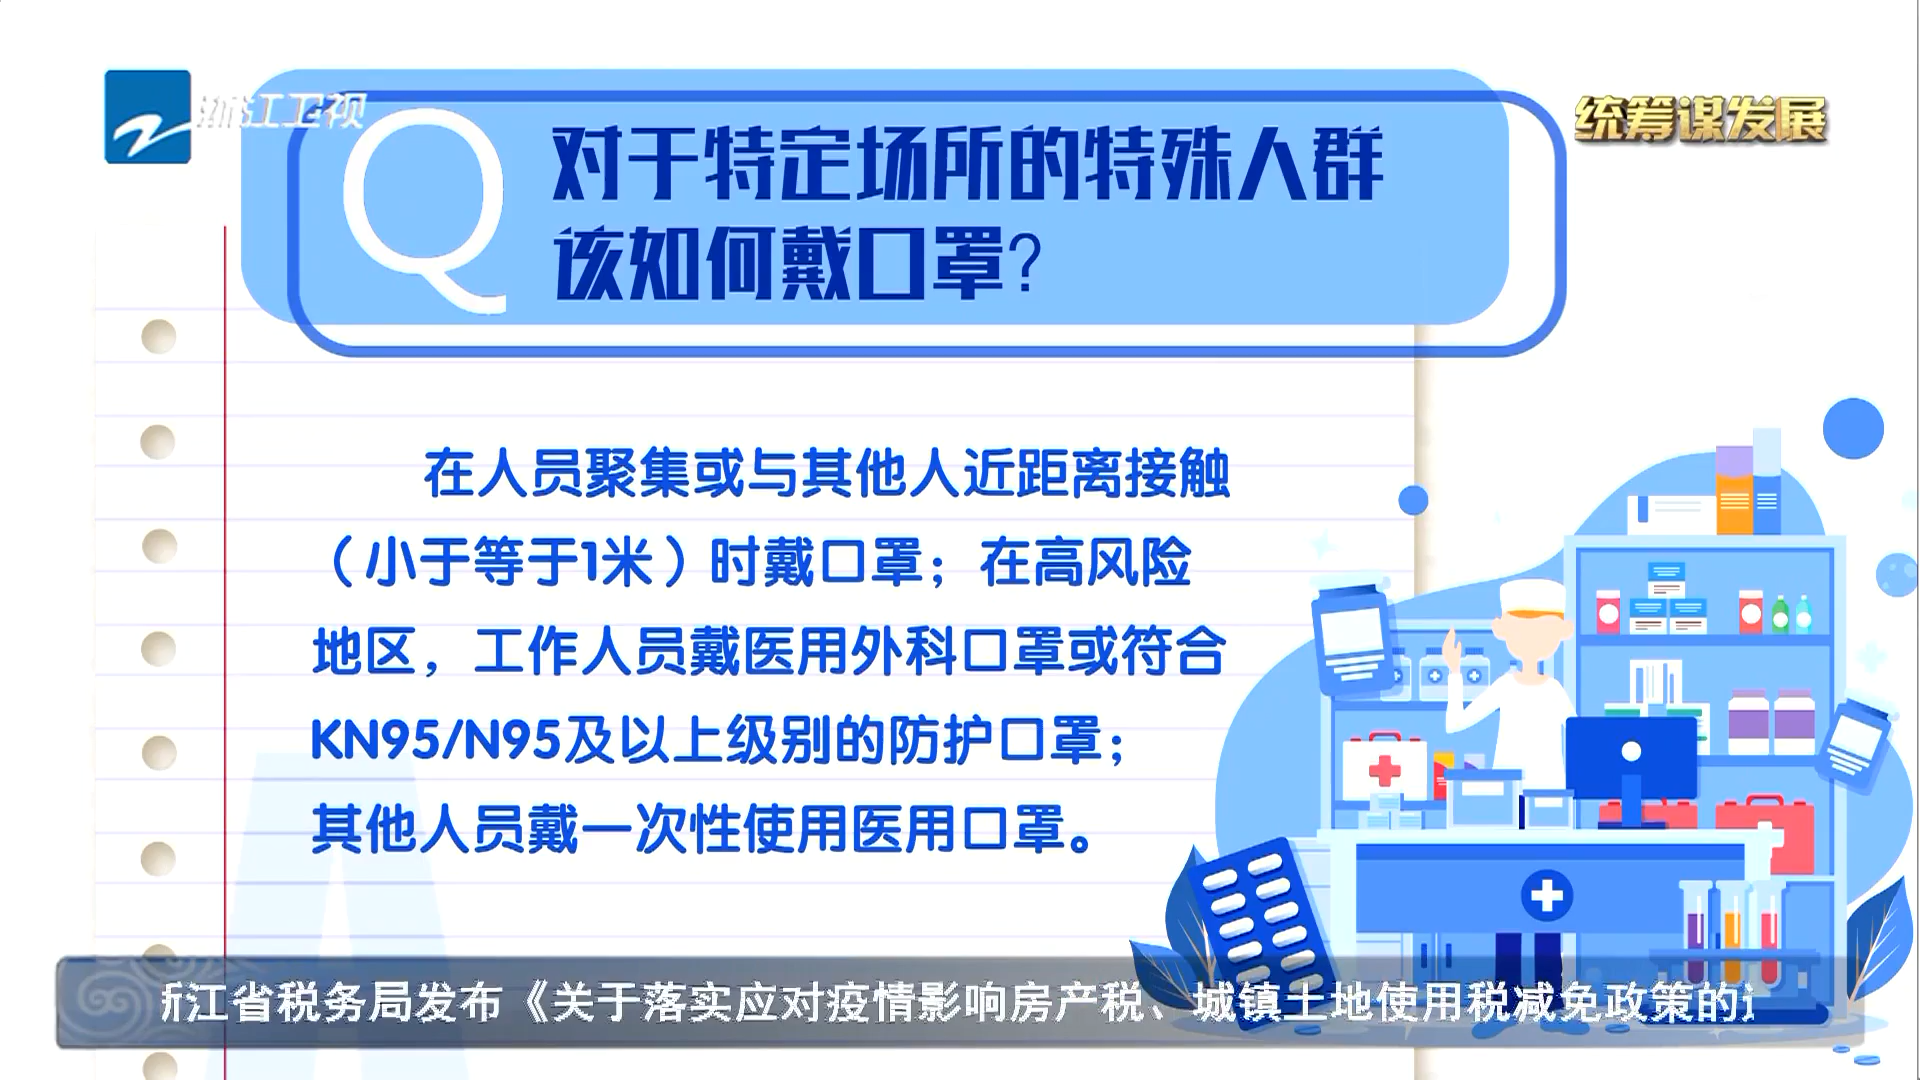 浙江卫视
统筹谋发展
Q
对于特定场所的特殊人群
该如何戴口罩?
在人员聚集或与其他人近距离接触
（小于等于1米）时戴口罩；在高风险
地区，工作人员戴医用外科口罩或符合
KN95/N95及以上级别的防护口罩；
其他人员戴一次性使用医用口罩。
浙江省税务局发布《关于落实应对疫情影响房产税、城镇土地使用税减免政策的